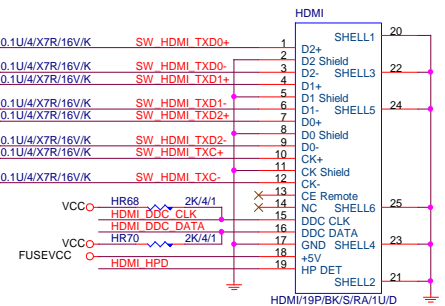 HDMI
0.1U/4/X7R/16V/K SW_HDMI_TXD0+ 1 D2+ SHELL1 20
2 D2 Shield
0.1U/4/X7R/16V/K SW_HDMI_TXD0- 3 D2- SHELL3 22
0.1U/4/X7R/16V/K SW_HDMI_TXD1+ 4 D1+
5 D1 Shield
0.1U/4/X7R/16V/K SW_HDMI_TXD1- 6 D1- SHELL5 24
0.1U/4/X7R/16V/K SW_HDMI_TXD2+ 7 D0+
8 D0 Shield
0.1U/4/X7R/16V/K SW_HDMI_TXD2- 9 D0-
0.1U/4/X7R/16V/K SW_HDMI_TXC+ 10 CK+
11 CK Shield
0.1U/4/X7R/16V/K SW_HDMI_TXC- 12 CK-
13 CE Remote
VCC HR68 2K/4/1 14 NC SHELL6 25
HDMI_DDC_CLK 15 DDC CLK
HDMI_DDC_DATA 16 DDC DATA
VCC HR70 2K/4/1 17 GND SHELL4 23
FUSEVCC 18 +5V
HDMI_HPD 19 HP DET
SHELL2 21
HDMI/19P/BK/S/RA/1U/D